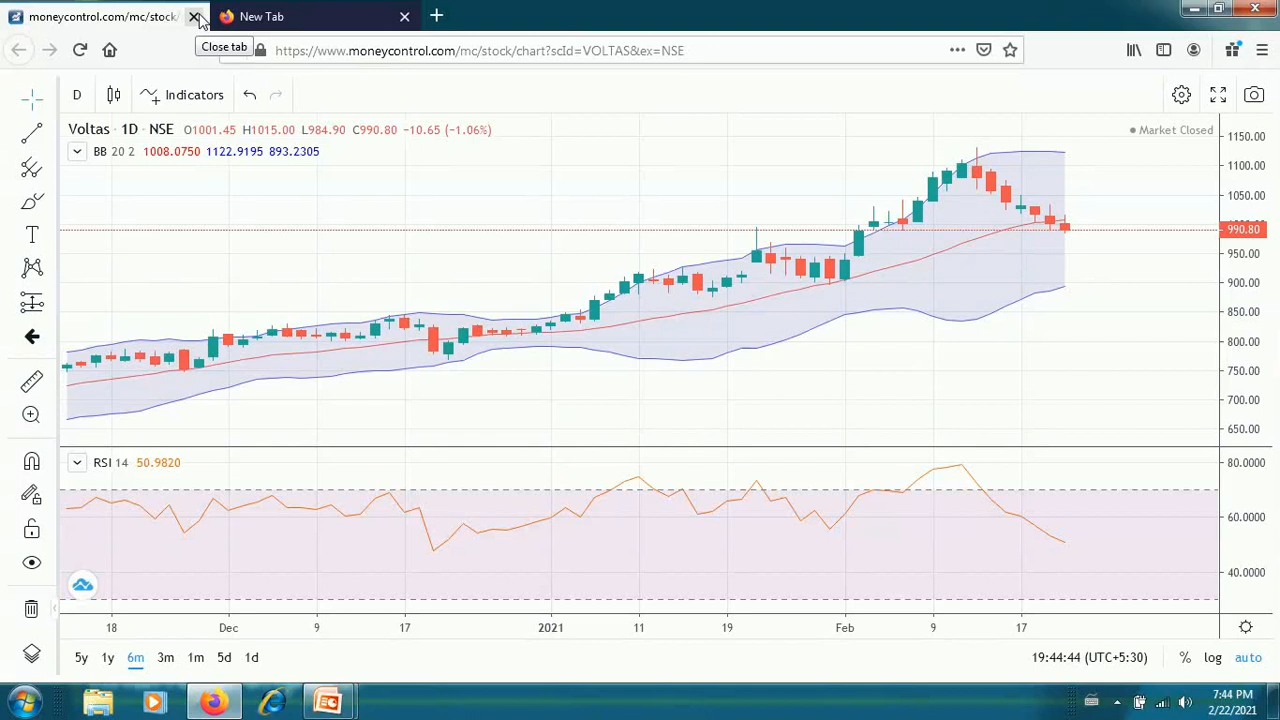 moneycontrol.com/mc/stock
New Tab
Close tab
https://www.moneycontrol.com/mc/stock/chart?scId=VOLTAS&ex=NSE
D
Indicators
Voltas · 1D · NSE O1001.45 H1015.00 L984.90 C990.80 −10.65 (−1.06%)
Market Closed
BB 20 2 1008.0750 1122.9195 893.2305
1150.00
1100.00
1050.00
990.80
950.00
900.00
850.00
800.00
750.00
700.00
650.00
RSI 14 50.9820
80.0000
60.0000
40.0000
18 Dec 9 17 2021 11 19 Feb 9 17
5y 1y 6m 3m 1m 5d 1d
19:44:44 (UTC+5:30) % log auto
7:44 PM
2/22/2021